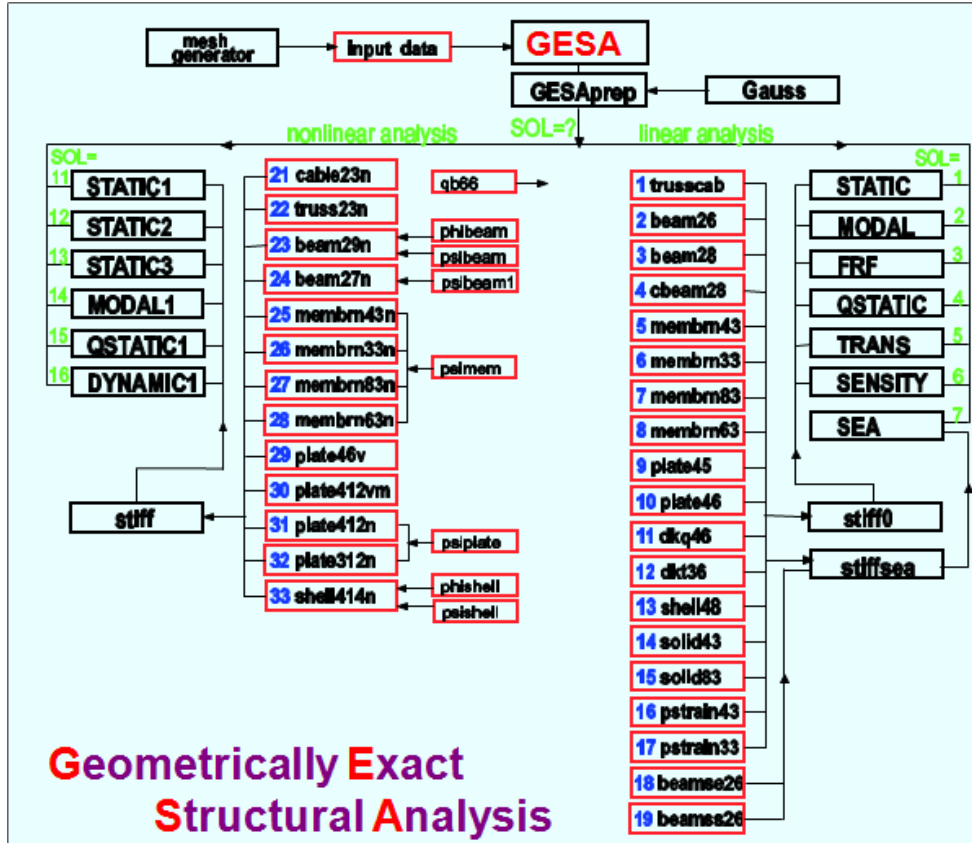 mesh generator
Input data
GESA
GESAprep
Gauss
nonlinear analysis
SOL=?
linear analysis
SOL=
11 STATIC1
12 STATIC2
13 STATIC3
14 MODAL1
15 QSTATIC1
16 DYNAMIC1
stiff
21 cable23n
22 truss23n
23 beam29n
24 beam27n
25 membrn43n
26 membrn33n
27 membrn83n
28 membrn63n
29 plate46v
30 plate412vm
31 plate412n
32 plate312n
33 shell414n
qb66
phibeam
psibeam
psibeam1
psimem
psiplate
phishell
psishell
1 trusscab
2 beam26
3 beam28
4 cbeam28
5 membrn43
6 membrn33
7 membrn83
8 membrn63
9 plate45
10 plate46
11 dkq46
12 dkt36
13 shell48
14 solid43
15 solid83
16 pstrain43
17 pstrain33
18 beamse26
19 beamss26
SOL=
STATIC 1
MODAL 2
FRF 3
QSTATIC 4
TRANS 5
SENSITY 6
SEA 7
stiff0
stiffsea
Geometrically Exact
Structural Analysis